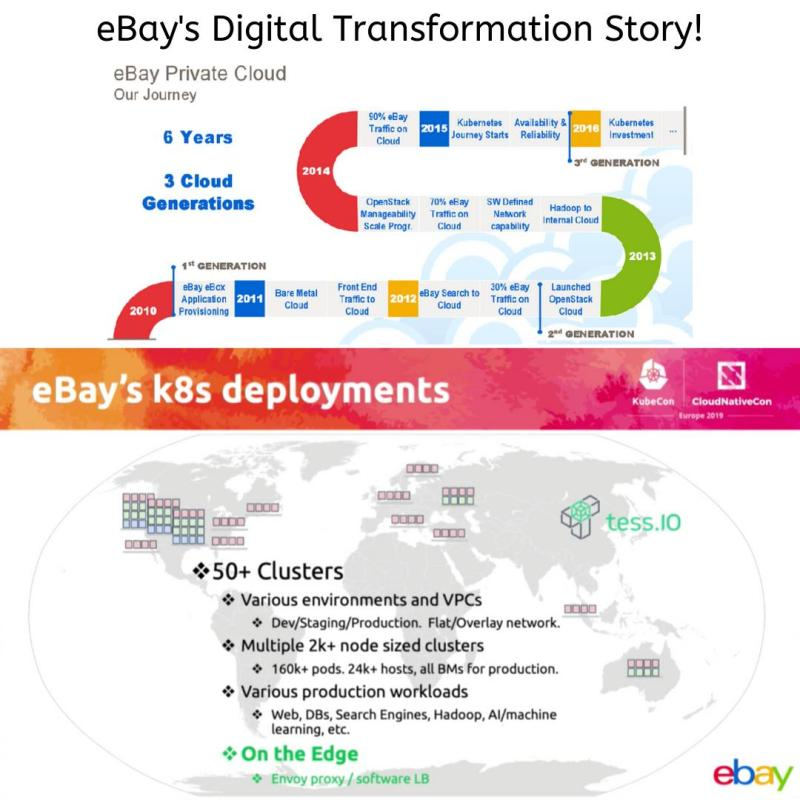 eBay's Digital Transformation Story!
eBay Private Cloud
Our Journey
6 Years
3 Cloud
Generations
1st GENERATION
2010
eBay eBox
Application
Provisioning
2011
Bare Metal
Cloud
Front End
Traffic to
Cloud
2012
eBay Search to
Cloud
30% eBay
Traffic on
Cloud
2nd GENERATION
Launched
OpenStack
Cloud
2013
Hadoop to
Internal Cloud
SW Defined
Network
capability
70% eBay
Traffic on
Cloud
OpenStack
Manageability
Scale Progr.
2014
90% eBay
Traffic on
Cloud
2015
Kubernetes
Journey Starts
Availability &
Reliability
3rd GENERATION
2016
Kubernetes
Investment
...
eBay's k8s deployments
KubeCon
CloudNativeCon
Europe 2019
tess.IO
❖50+ Clusters
❖ Various environments and VPCs
❖ Dev/Staging/Production. Flat/Overlay network.
❖ Multiple 2k+ node sized clusters
❖ 160k+ pods. 24k+ hosts, all BMs for production.
❖ Various production workloads
❖ Web, DBs, Search Engines, Hadoop, AI/machine
learning, etc.
❖ On the Edge
❖ Envoy proxy / software LB
ebay